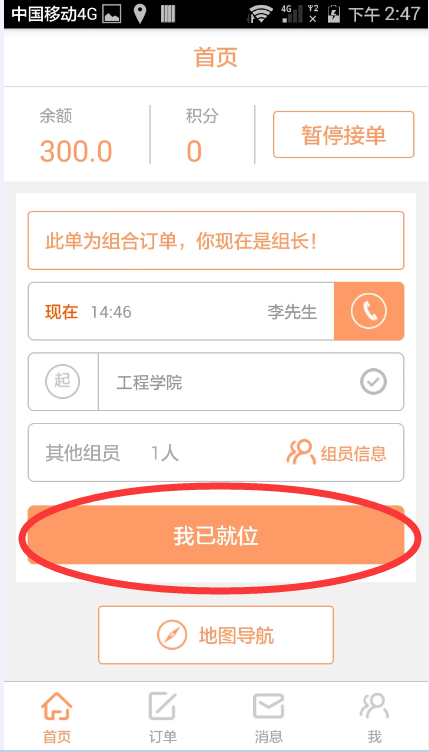 中国移动4G 4G 下午 2:47
首页
余额 积分 暂停接单
300.0 0
此单为组合订单，你现在是组长！
现在 14:46 李先生
起 工程学院
其他组员 1人 组员信息
我已就位
地图导航
首页 订单 消息 我